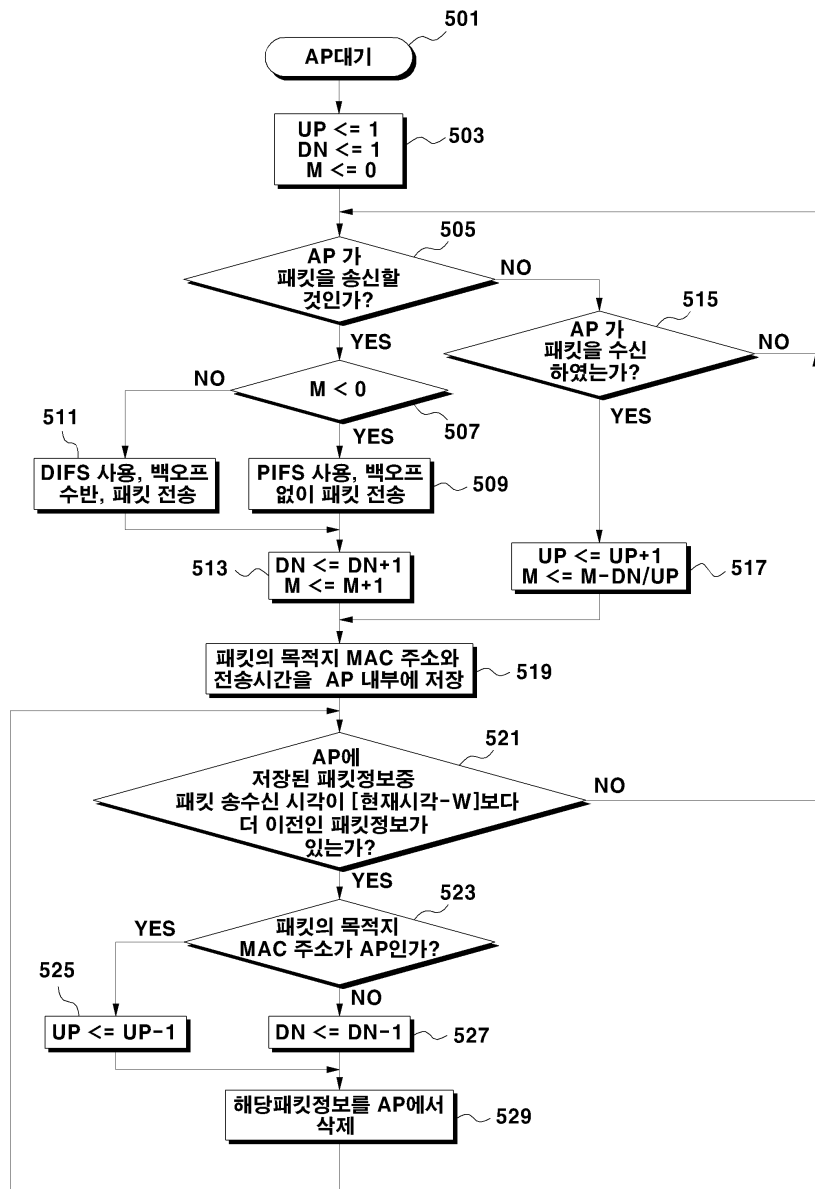 501
AP대기
UP <= 1
DN <= 1
M <= 0
503
505
AP 가
패킷을 송신할
것인가?
NO
YES
515
AP 가
패킷을 수신
하였는가?
NO
YES
M < 0
NO
507
YES
511
DIFS 사용, 백오프
수반, 패킷 전송
PIFS 사용, 백오프
없이 패킷 전송
509
513
DN <= DN+1
M <= M+1
UP <= UP+1
M <= M-DN/UP
517
패킷의 목적지 MAC 주소와
전송시간을 AP 내부에 저장
519
521
AP에
저장된 패킷정보중
패킷 송수신 시각이 [현재시각-W]보다
더 이전인 패킷정보가
있는가?
NO
YES
523
패킷의 목적지
MAC 주소가 AP인가?
YES
NO
525
UP <= UP-1
DN <= DN-1
527
해당패킷정보를 AP에서
삭제
529